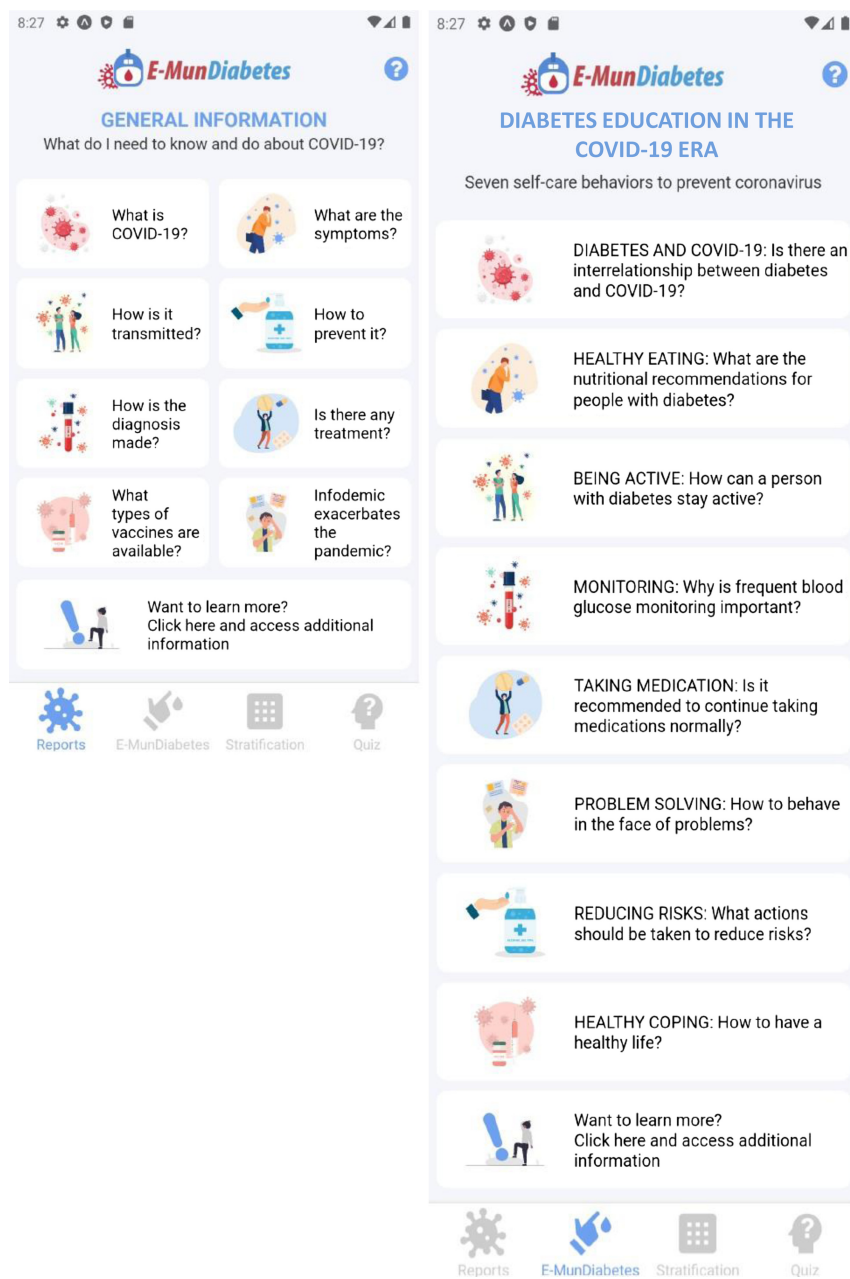 8:27
E-MunDiabetes
?
GENERAL INFORMATION
What do I need to know and do about COVID-19?
What is
COVID-19?
What are the
symptoms?
How is it
transmitted?
How to
prevent it?
How is the
diagnosis
made?
Is there any
treatment?
What
types of
vaccines are
available?
Infodemic
exacerbates
the
pandemic?
Want to learn more?
Click here and access additional
information
Reports
E-MunDiabetes
Stratification
Quiz
8:27
E-MunDiabetes
?
DIABETES EDUCATION IN THE
COVID-19 ERA
Seven self-care behaviors to prevent coronavirus
DIABETES AND COVID-19: Is there an
interrelationship between diabetes
and COVID-19?
HEALTHY EATING: What are the
nutritional recommendations for
people with diabetes?
BEING ACTIVE: How can a person
with diabetes stay active?
MONITORING: Why is frequent blood
glucose monitoring important?
TAKING MEDICATION: Is it
recommended to continue taking
medications normally?
PROBLEM SOLVING: How to behave
in the face of problems?
REDUCING RISKS: What actions
should be taken to reduce risks?
HEALTHY COPING: How to have a
healthy life?
Want to learn more?
Click here and access additional
information
Reports
E-MunDiabetes
Stratification
Quiz